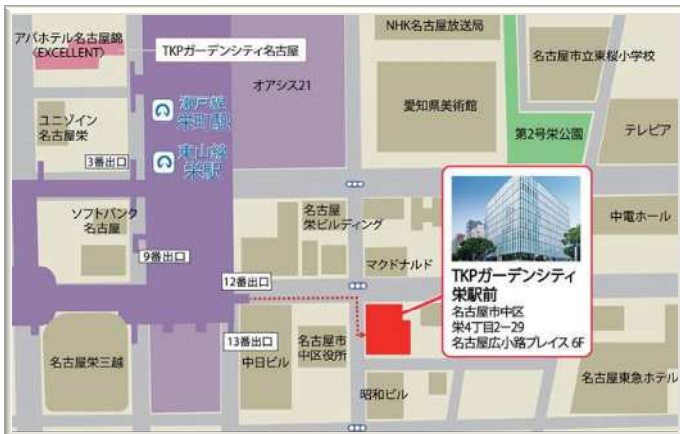 アパホテル名古屋錦
〈EXCELLENT〉
TKPガーデンシティ名古屋
NHK名古屋放送局
名古屋市立東桜小学校
オアシス21
愛知県美術館
瀬戸線
栄町駅
ユニゾイン
名古屋栄
第2号栄公園
テレピア
東山線
栄駅
3番出口
ソフトバンク
名古屋
名古屋
栄ビルディング
中電ホール
9番出口
マクドナルド
TKPガーデンシティ
栄駅前
名古屋市中区
栄4丁目2−29
名古屋広小路プレイス 6F
12番出口
13番出口
名古屋栄三越
中日ビル
名古屋市
中区役所
昭和ビル
名古屋東急ホテル